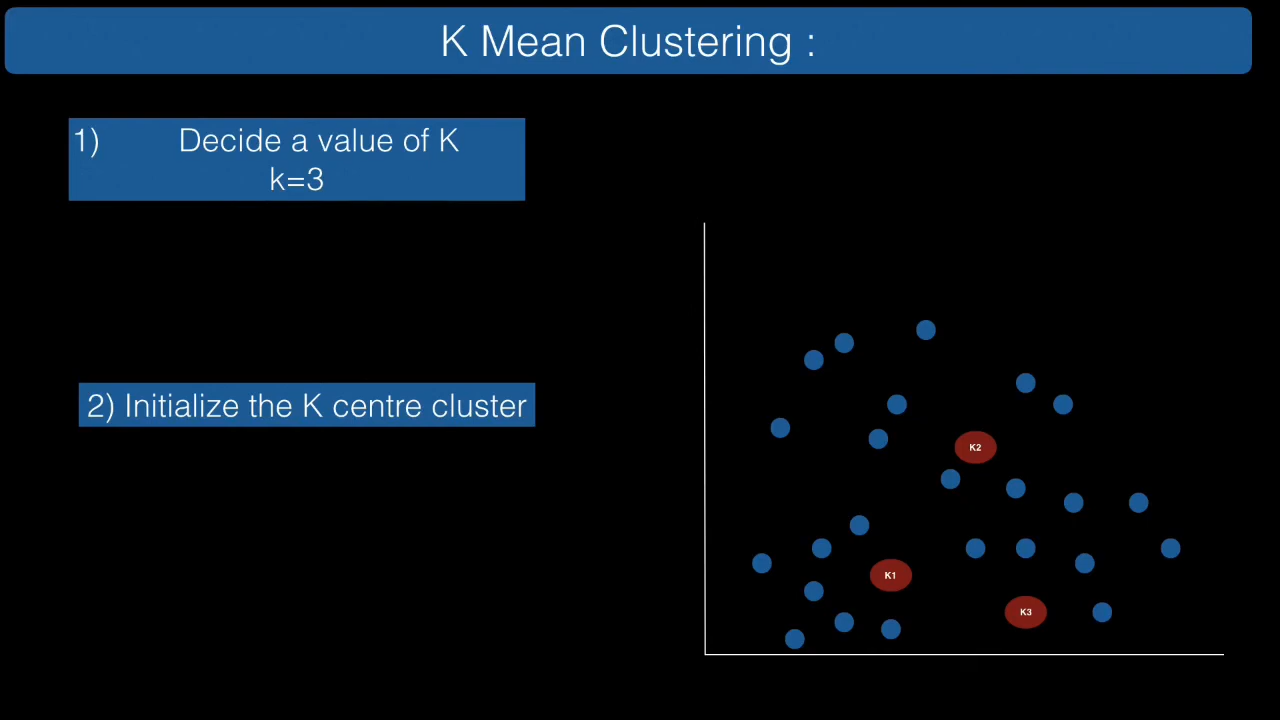 K Mean Clustering :
1) Decide a value of K
k=3
2) Initialize the K centre cluster
K2
K1
K3